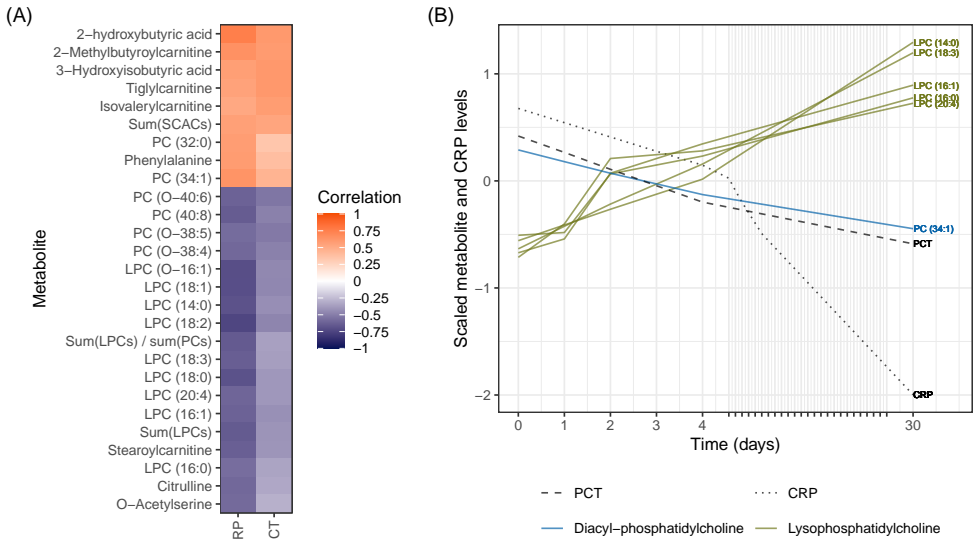 (A)
Metabolite
2−hydroxybutyric acid
2−Methylbutyroylcarnitine
3−Hydroxyisobutyric acid
Tiglylcarnitine
Isovalerylcarnitine
Sum(SCACs)
PC (32:0)
Phenylalanine
PC (34:1)
PC (O−40:6)
PC (40:8)
PC (O−38:5)
PC (O−38:4)
LPC (O−16:1)
LPC (18:1)
LPC (14:0)
LPC (18:2)
Sum(LPCs) / sum(PCs)
LPC (18:3)
LPC (18:0)
LPC (20:4)
LPC (16:1)
Sum(LPCs)
Stearoylcarnitine
LPC (16:0)
Citrulline
O−Acetylserine
RP
CT
Correlation
1
0.75
0.5
0.25
0
−0.25
−0.5
−0.75
−1
(B)
Scaled metabolite and CRP levels
1
0
−1
−2
LPC (14:0)
LPC (18:3)
LPC (16:1)
LPC (16:0)
LPC (20:4)
PC (34:1)
PCT
CRP
0 1 2 3 4 30
Time (days)
PCT
CRP
Diacyl−phosphatidylcholine
Lysophosphatidylcholine